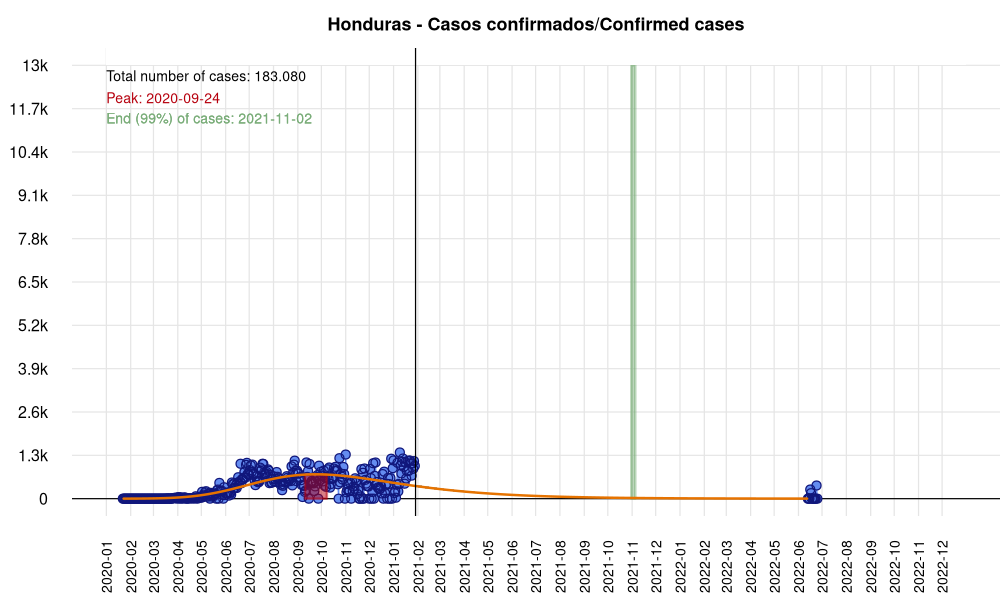 Honduras - Casos confirmados/Confirmed cases
Total number of cases: 183.080
Peak: 2020-09-24
End (99%) of cases: 2021-11-02
13k
11.7k
10.4k
9.1k
7.8k
6.5k
5.2k
3.9k
2.6k
1.3k
0
2020-01
2020-02
2020-03
2020-04
2020-05
2020-06
2020-07
2020-08
2020-09
2020-10
2020-11
2020-12
2021-01
2021-02
2021-03
2021-04
2021-05
2021-06
2021-07
2021-08
2021-09
2021-10
2021-11
2021-12
2022-01
2022-02
2022-03
2022-04
2022-05
2022-06
2022-07
2022-08
2022-09
2022-10
2022-11
2022-12